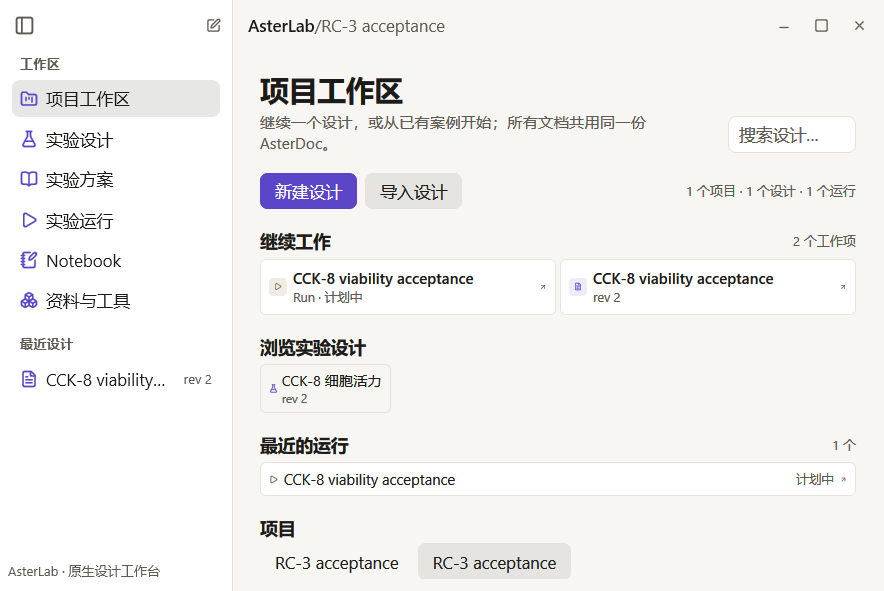 AsterLab/RC-3 acceptance
工作区
项目工作区
实验设计
实验方案
实验运行
Notebook
资料与工具
最近设计
CCK-8 viability... rev 2
AsterLab · 原生设计工作台
项目工作区
继续一个设计，或从已有案例开始；所有文档共用同一份
AsterDoc。
搜索设计...
新建设计 导入设计
1 个项目 · 1 个设计 · 1 个运行
继续工作 2 个工作项
CCK-8 viability acceptance
Run · 计划中
CCK-8 viability acceptance
rev 2
浏览实验设计
CCK-8 细胞活力
rev 2
最近的运行 1 个
CCK-8 viability acceptance 计划中
项目
RC-3 acceptance RC-3 acceptance